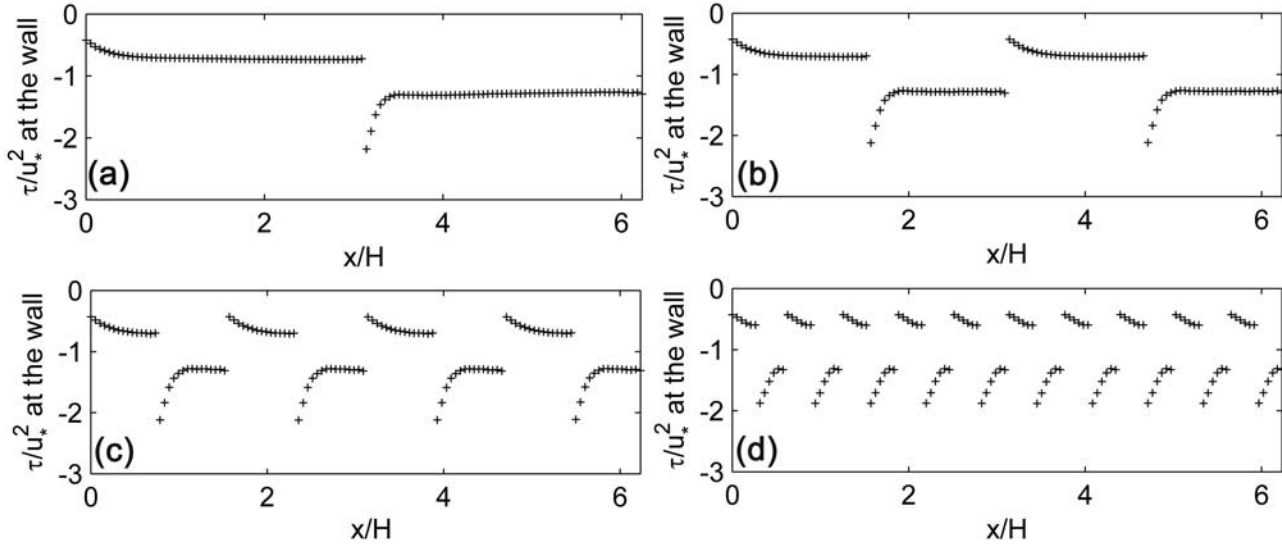 0
-1
-2
-3
τ/u*² at the wall
(a)
0 2 4 6
x/H
0
-1
-2
-3
τ/u*² at the wall
(b)
0 2 4 6
x/H
0
-1
-2
-3
τ/u*² at the wall
(c)
0 2 4 6
x/H
0
-1
-2
-3
τ/u*² at the wall
(d)
0 2 4 6
x/H